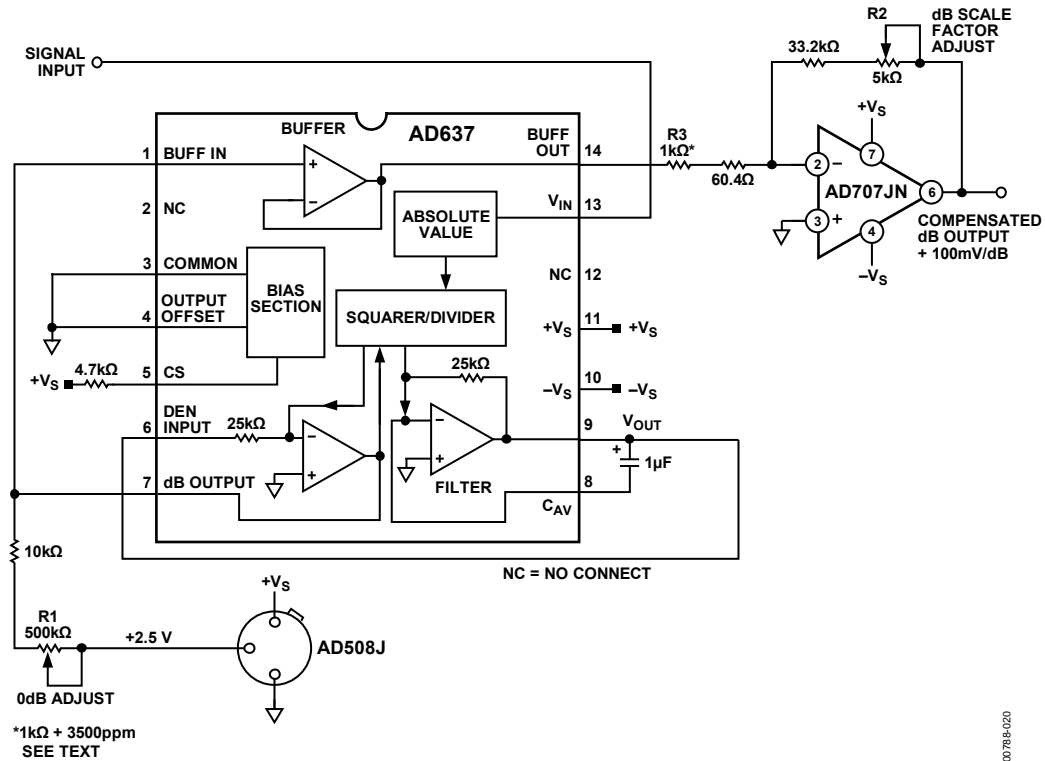 SIGNAL
INPUT
R2
dB SCALE
FACTOR
ADJUST
33.2kΩ
5kΩ
+VS
BUFFER
AD637
BUFF
OUT
1
BUFF IN
14
R3
1kΩ*
60.4Ω
2
–
7
AD707JN
6
3
+
4
–VS
COMPENSATED
dB OUTPUT
+ 100mV/dB
+
–
2
NC
ABSOLUTE
VALUE
VIN
13
3
COMMON
BIAS
SECTION
NC
12
4
OUTPUT
OFFSET
SQUARER/DIVIDER
11
+VS
+VS
+VS
4.7kΩ
5
CS
25kΩ
10
–VS
–VS
6
DEN
INPUT
25kΩ
–
+
–
+
9
VOUT
+
1µF
7
dB OUTPUT
FILTER
8
CAV
10kΩ
NC = NO CONNECT
+VS
R1
500kΩ
+2.5 V
AD508J
0dB ADJUST
*1kΩ + 3500ppm
SEE TEXT
00788-020